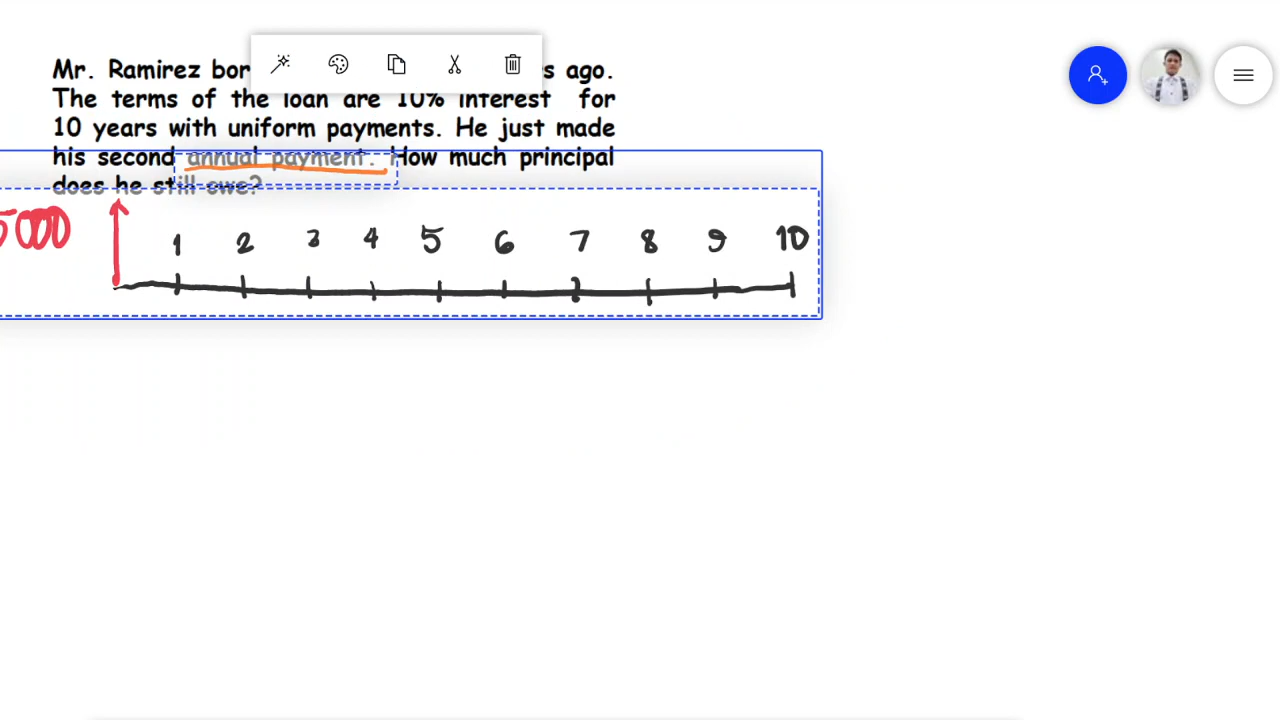 Mr. Ramirez bor s ago.
The terms of the loan are 10% interest for
10 years with uniform payments. He just made
his second annual payment. How much principal
does he still owe?
5000
1 2 3 4 5 6 7 8 9 10